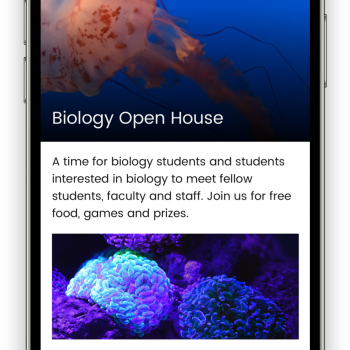 Biology Open House
A time for biology students and students
interested in biology to meet fellow
students, faculty and staff. Join us for free
food, games and prizes.